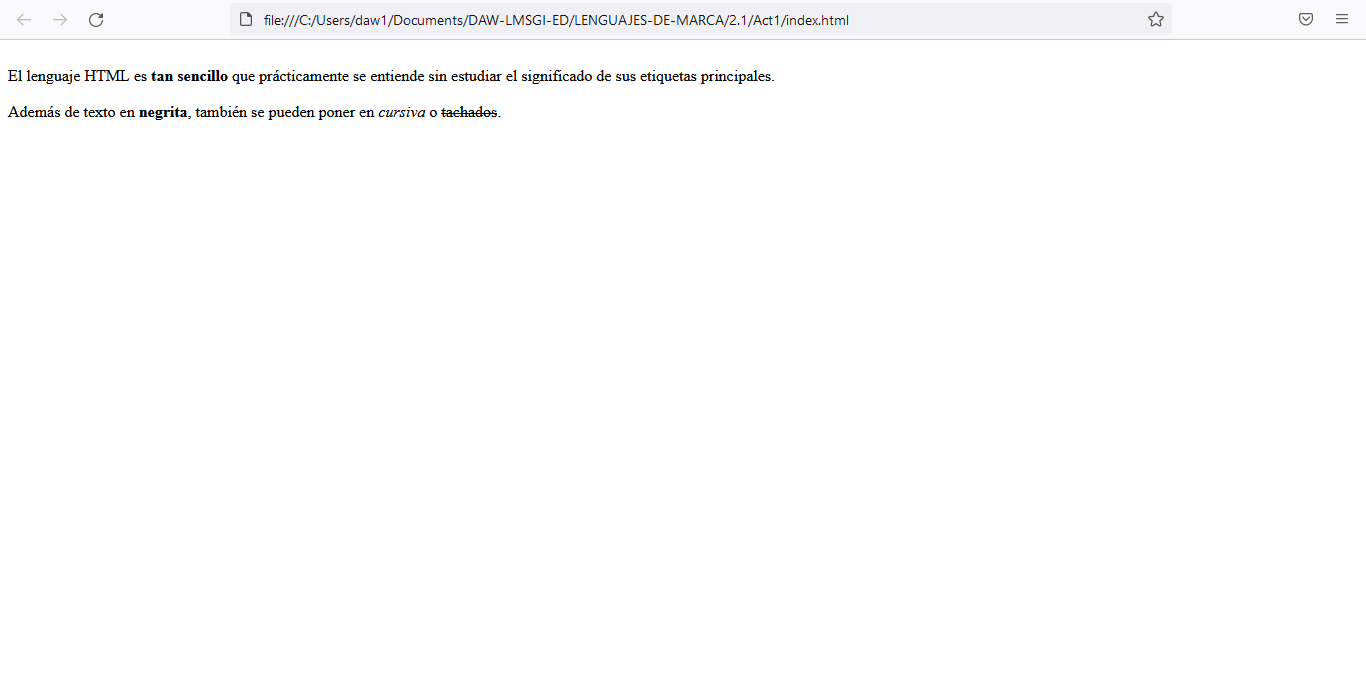 file:///C:/Users/daw1/Documents/DAW-LMSGI-ED/LENGUAJES-DE-MARCA/2.1/Act1/index.html
El lenguaje HTML es tan sencillo que prácticamente se entiende sin estudiar el significado de sus etiquetas principales.
Además de texto en negrita, también se pueden poner en cursiva o tachados.